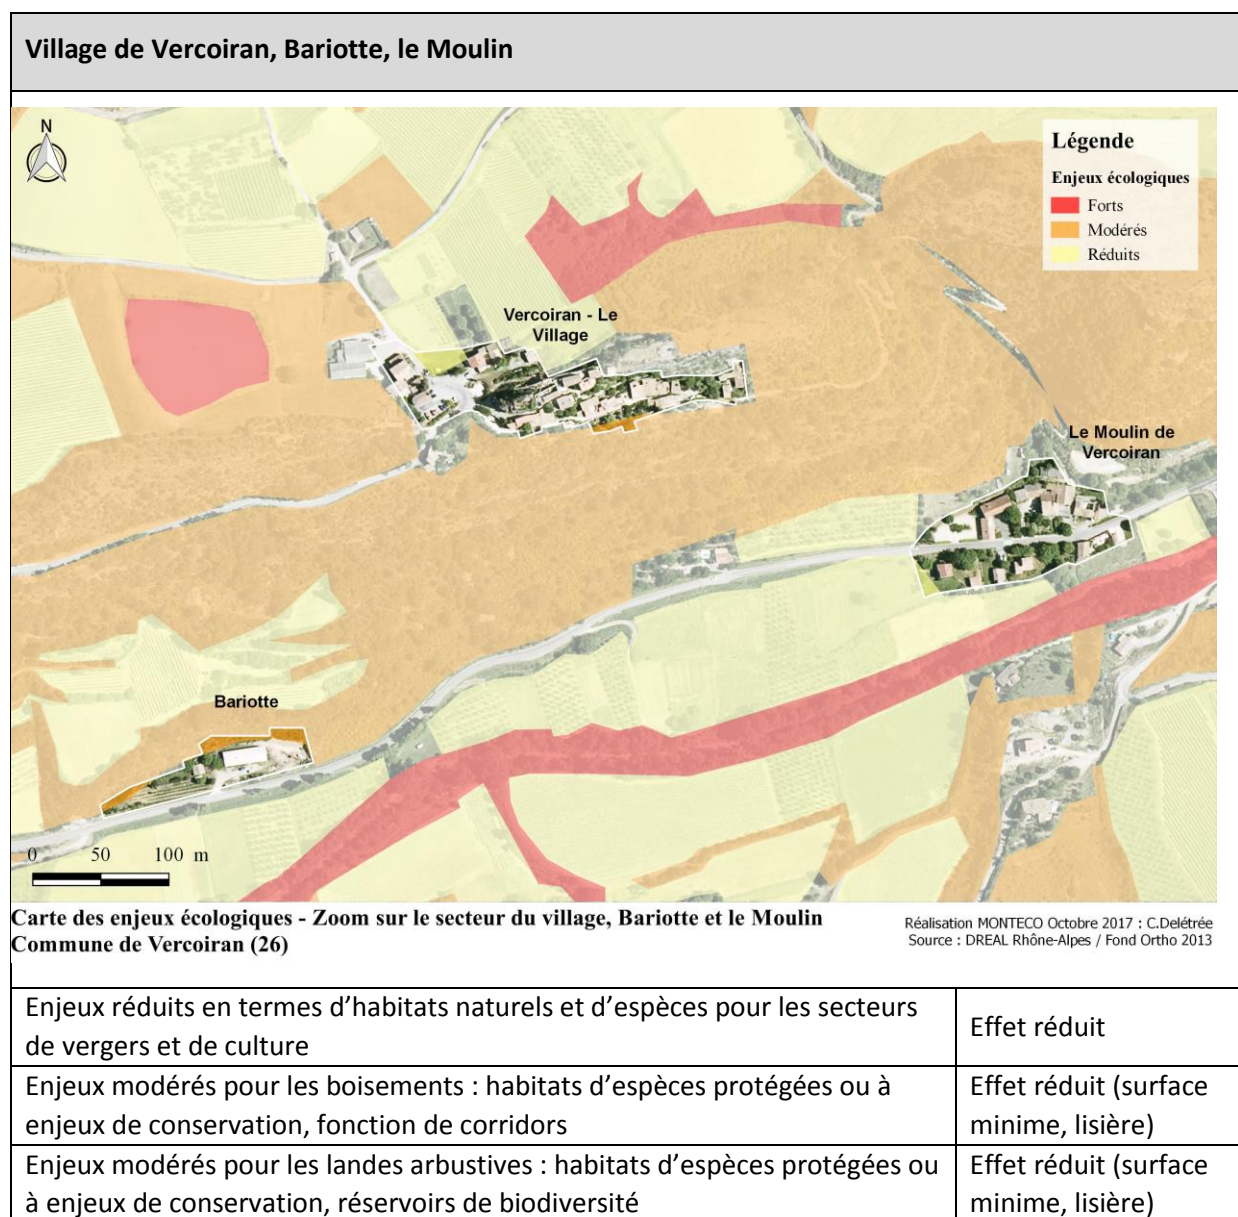 Village de Vercoiran, Bariotte, le Moulin
N
Légende
Enjeux écologiques
Forts
Modérés
Réduits
Vercoiran - Le
Village
Le Moulin de
Vercoiran
Bariotte
0 50 100 m
Carte des enjeux écologiques - Zoom sur le secteur du village, Bariotte et le Moulin
Commune de Vercoiran (26)
Réalisation MONTECO Octobre 2017 : C.Delétrée
Source : DREAL Rhône-Alpes / Fond Ortho 2013
Enjeux réduits en termes d’habitats naturels et d’espèces pour les secteurs
de vergers et de culture
Effet réduit
Enjeux modérés pour les boisements : habitats d’espèces protégées ou à
enjeux de conservation, fonction de corridors
Effet réduit (surface
minime, lisière)
Enjeux modérés pour les landes arbustives : habitats d’espèces protégées ou
à enjeux de conservation, réservoirs de biodiversité
Effet réduit (surface
minime, lisière)